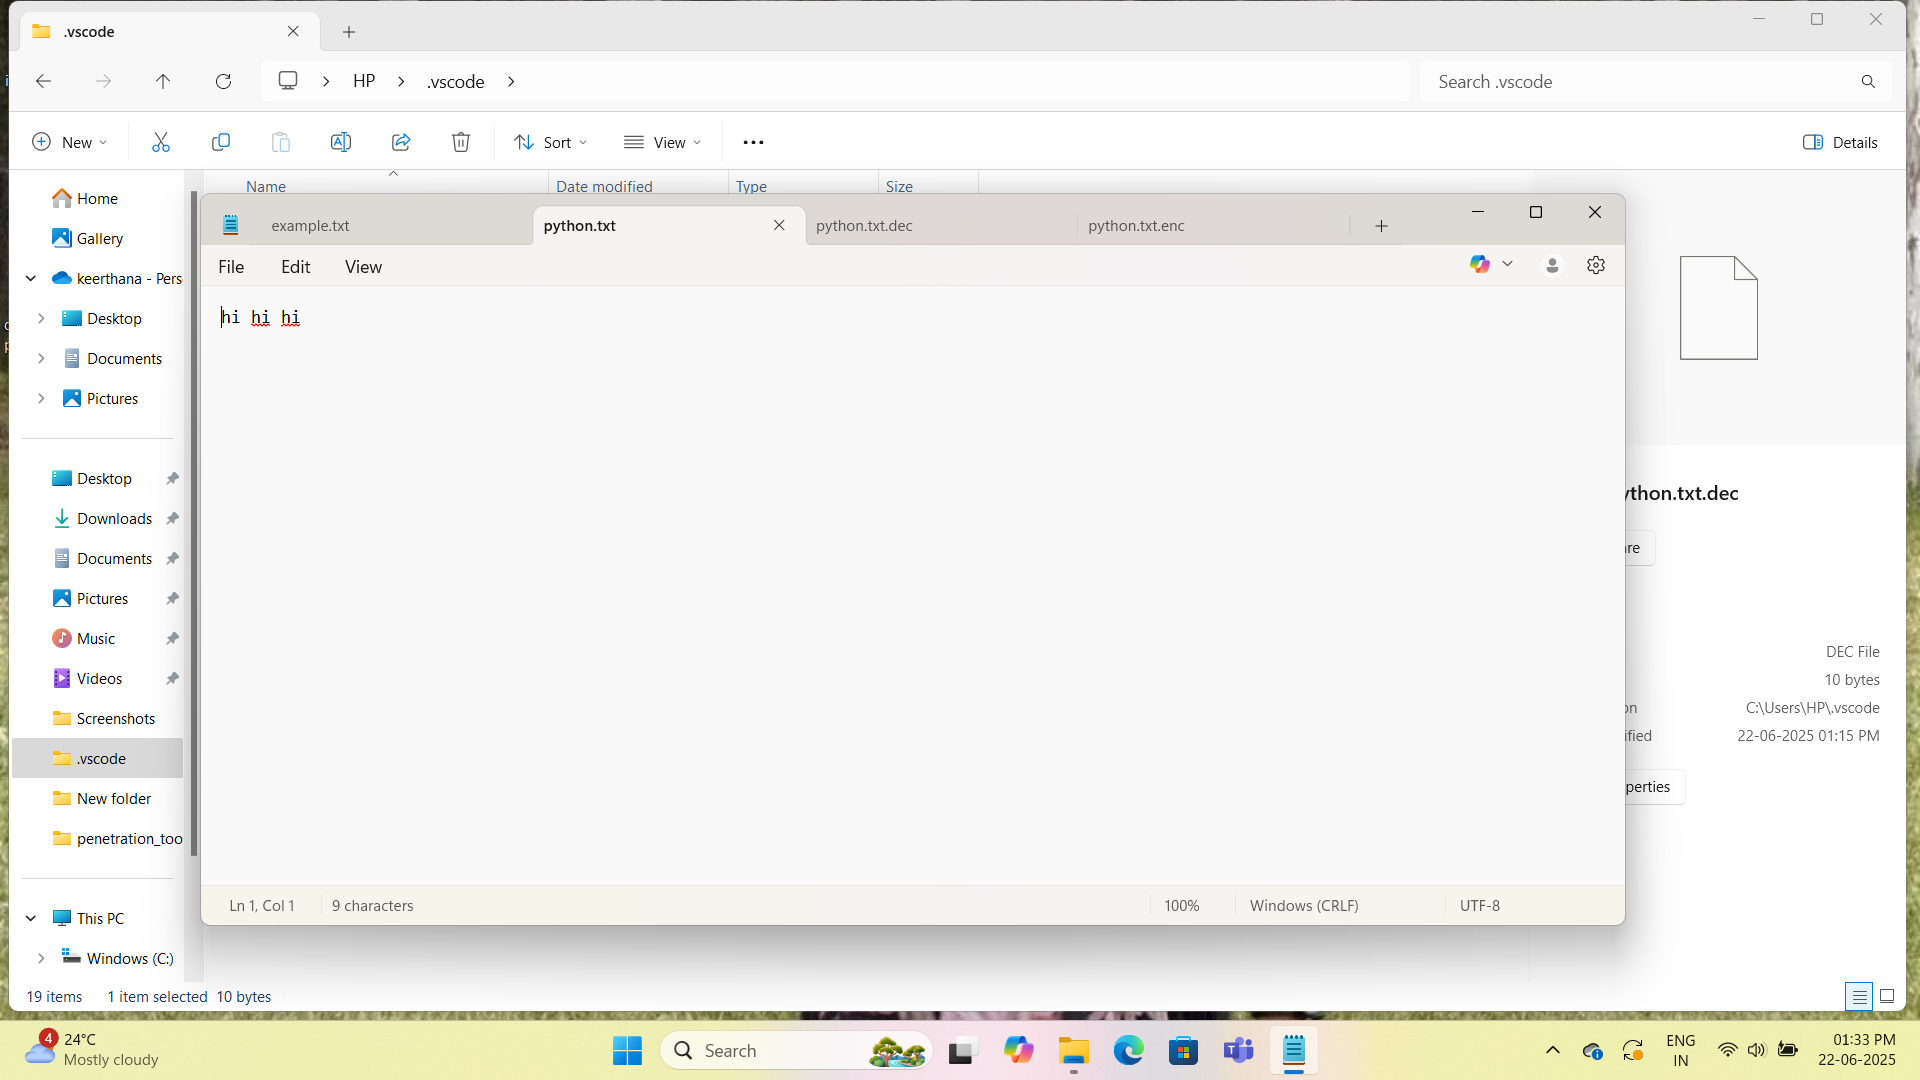 .vscode
HP
.vscode
Search .vscode
New
Sort
View
Details
Name
Date modified
Type
Size
Home
Gallery
keerthana - Pers
Desktop
Documents
Pictures
Desktop
Downloads
Documents
Pictures
Music
Videos
Screenshots
.vscode
New folder
penetration_too
This PC
Windows (C:)
example.txt
python.txt
python.txt.dec
python.txt.enc
File
Edit
View
hi hi hi
Ln 1, Col 1
9 characters
100%
Windows (CRLF)
UTF-8
ython.txt.dec
re
DEC File
10 bytes
on
C:\Users\HP\.vscode
ified
22-06-2025 01:15 PM
perties
19 items
1 item selected
10 bytes
4
24°C
Mostly cloudy
Search
ENG
IN
01:33 PM
22-06-2025